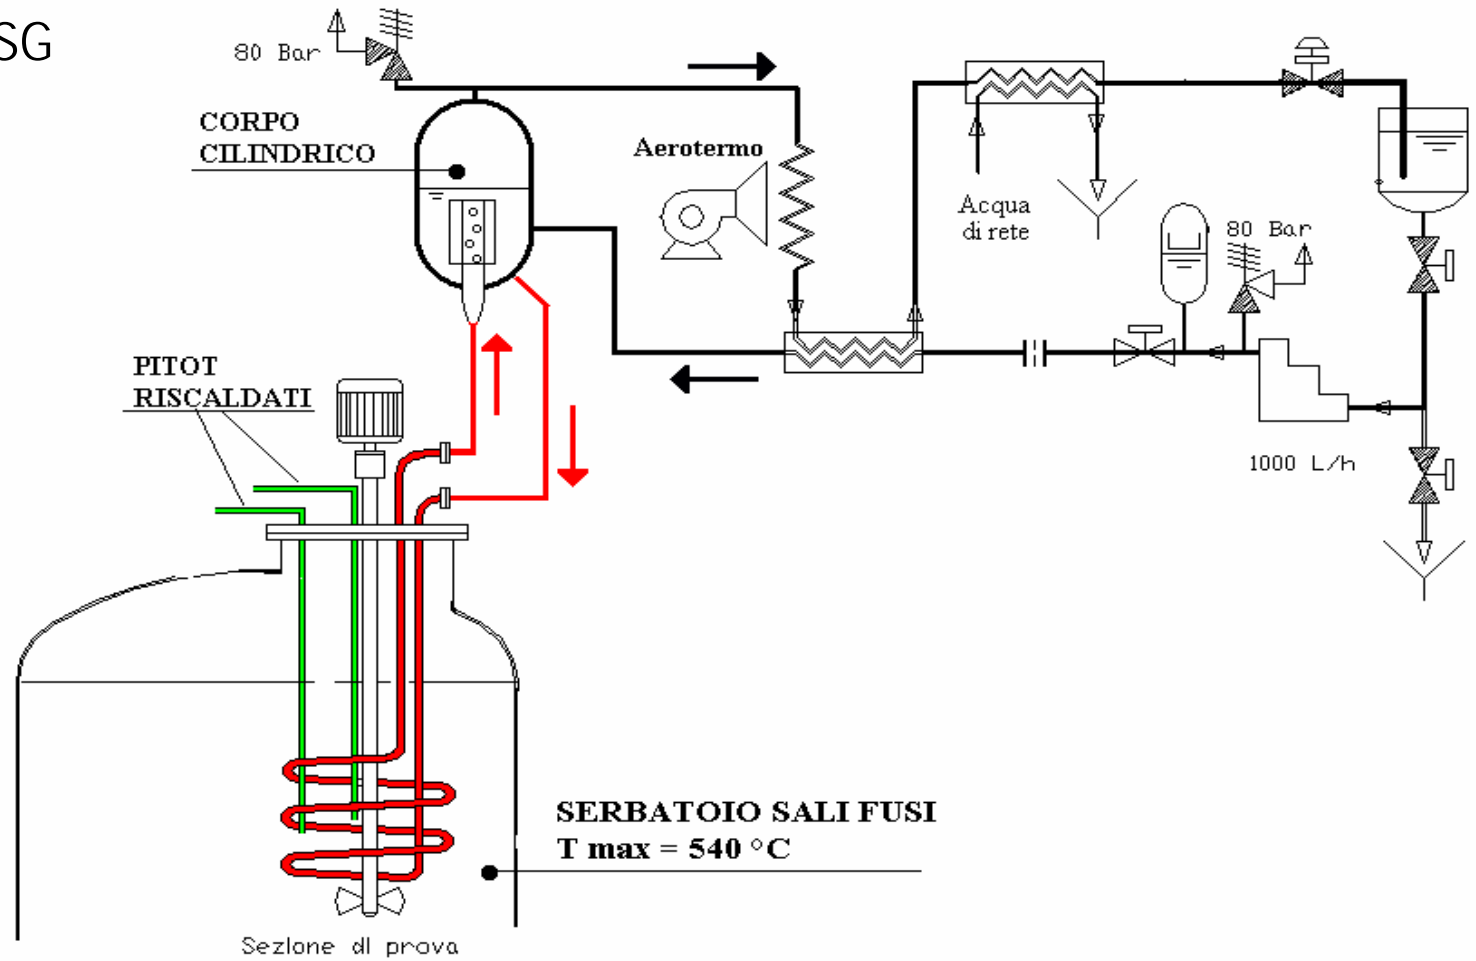 SG
80 Bar
CORPO
CILINDRICO
Aerotermo
Acqua
di rete
80 Bar
PITOT
RISCALDATI
1000 L/h
SERBATOIO SALI FUSI
T max = 540 °C
Sezione di prova